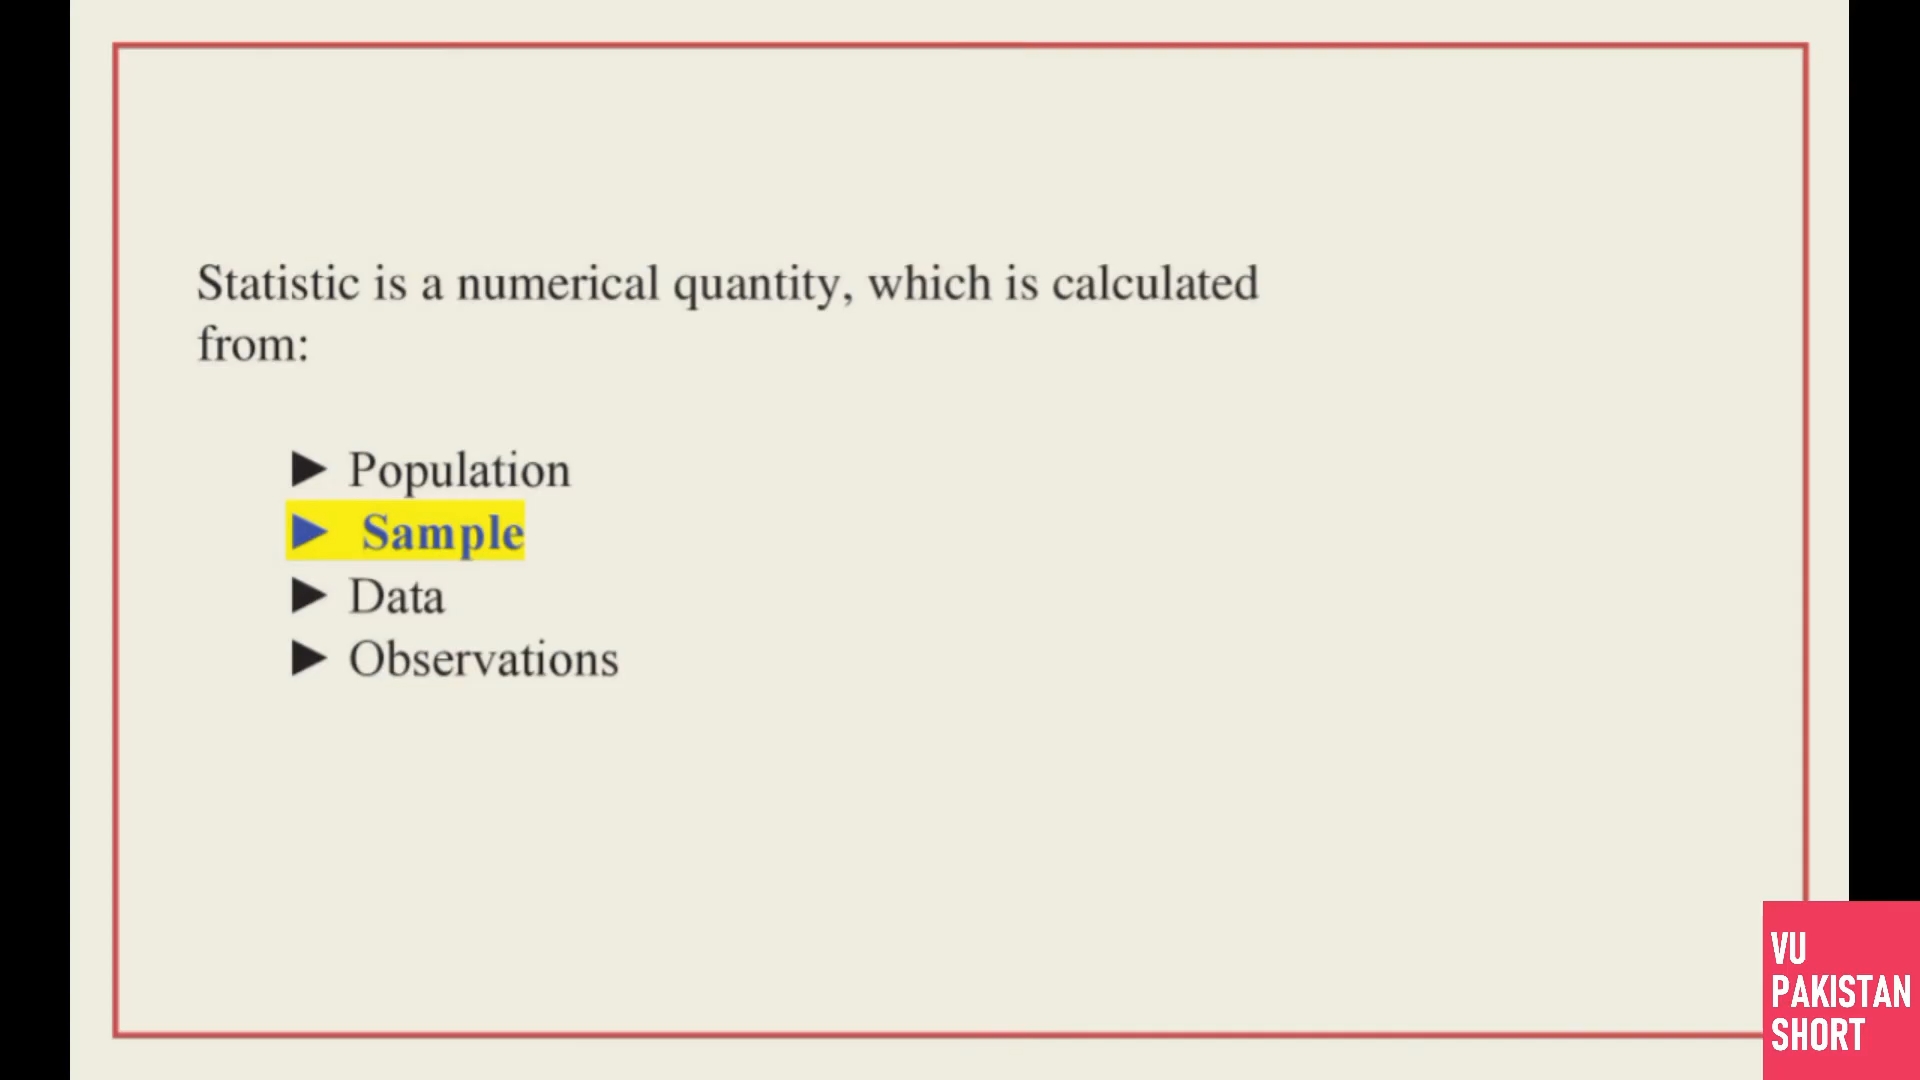 Statistic is a numerical quantity, which is calculated
from:
► Population
► Sample
► Data
► Observations
VU
PAKISTAN
SHORT